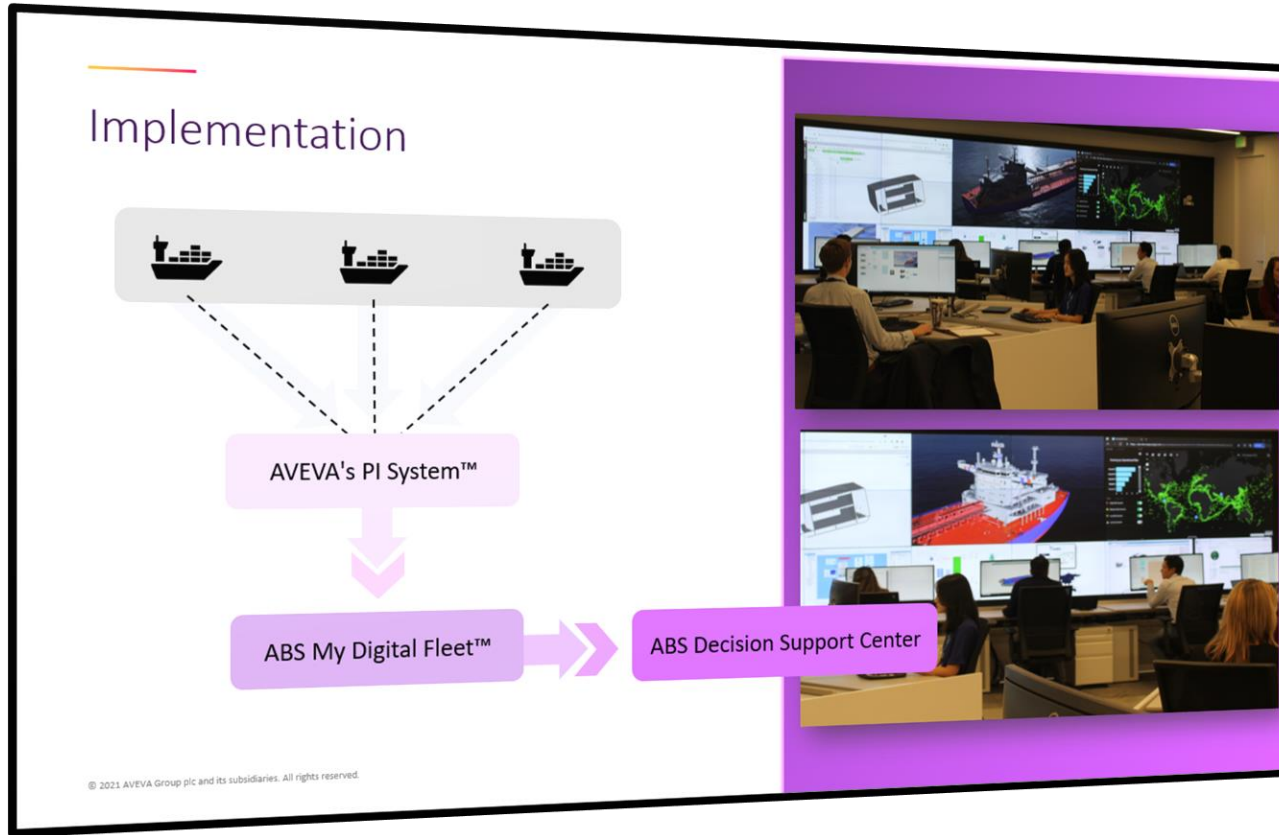 Implementation
AVEVA's PI System™
ABS My Digital Fleet™
ABS Decision Support Center
© 2021 AVEVA Group plc and its subsidiaries. All rights reserved.